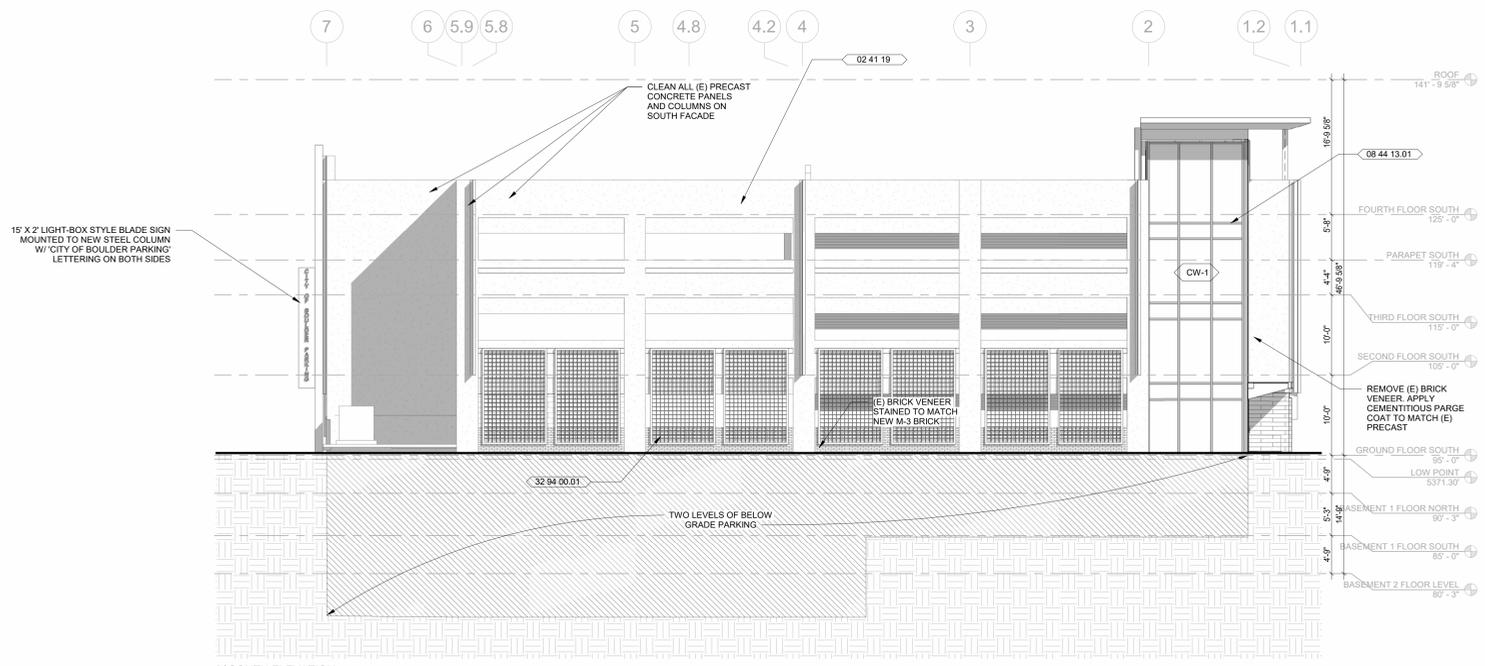 7
6
5.9
5.8
5
4.8
4.2
4
3
2
1.2
1.1
02 41 19
ROOF
141' - 9 5/8"
CLEAN ALL (E) PRECAST
CONCRETE PANELS
AND COLUMNS ON
SOUTH FACADE
16'-9 5/8"
08 44 13.01
FOURTH FLOOR SOUTH
125' - 0"
5'-8"
15' X 2' LIGHT-BOX STYLE BLADE SIGN
MOUNTED TO NEW STEEL COLUMN
W/ 'CITY OF BOULDER PARKING'
LETTERING ON BOTH SIDES
PARAPET SOUTH
119' - 4"
CW-1
4'-4"
46'-9 5/8"
CITY OF BOULDER PARKING
THIRD FLOOR SOUTH
115' - 0"
10'-0"
SECOND FLOOR SOUTH
105' - 0"
REMOVE (E) BRICK
VENEER. APPLY
CEMENTITIOUS PARGE
COAT TO MATCH (E)
PRECAST
(E) BRICK VENEER
STAINED TO MATCH
NEW M-3 BRICK
10'-0"
GROUND FLOOR SOUTH
95' - 0"
LOW POINT
5371.30'
4'-9"
32 94 00.01
BASEMENT 1 FLOOR NORTH
90' - 3"
TWO LEVELS OF BELOW
GRADE PARKING
5'-3"
14'-9"
BASEMENT 1 FLOOR SOUTH
85' - 0"
4'-9"
BASEMENT 2 FLOOR LEVEL
80' - 3"